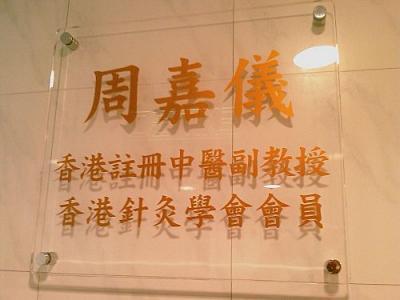 周嘉儀
香港註冊中醫副教授
香港針灸學會會員